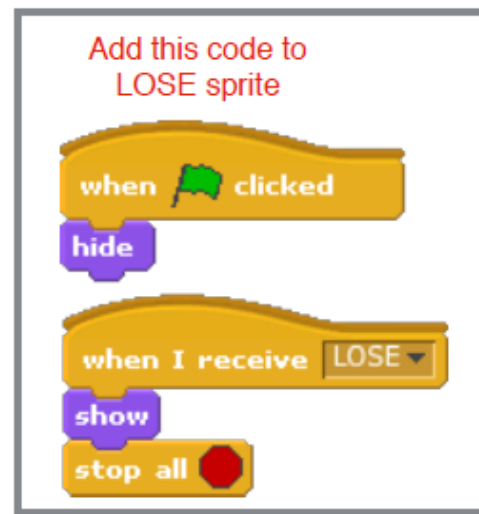 Add this code to
LOSE sprite
when clicked
hide
when I receive LOSE
show
stop all